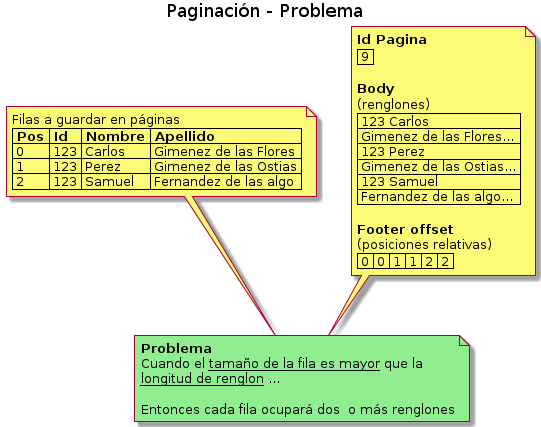 Paginación - Problema
Filas a guardar en páginas
Pos Id Nombre Apellido
0 123 Carlos Gimenez de las Flores
1 123 Perez Gimenez de las Ostias
2 123 Samuel Fernandez de las algo
Id Pagina
9
Body
(renglones)
123 Carlos
Gimenez de las Flores...
123 Perez
Gimenez de las Ostias...
123 Samuel
Fernandez de las algo...
Footer offset
(posiciones relativas)
0 0 1 1 2 2
Problema
Cuando el tamaño de la fila es mayor que la
longitud de renglon ...
Entonces cada fila ocupará dos  o más renglones